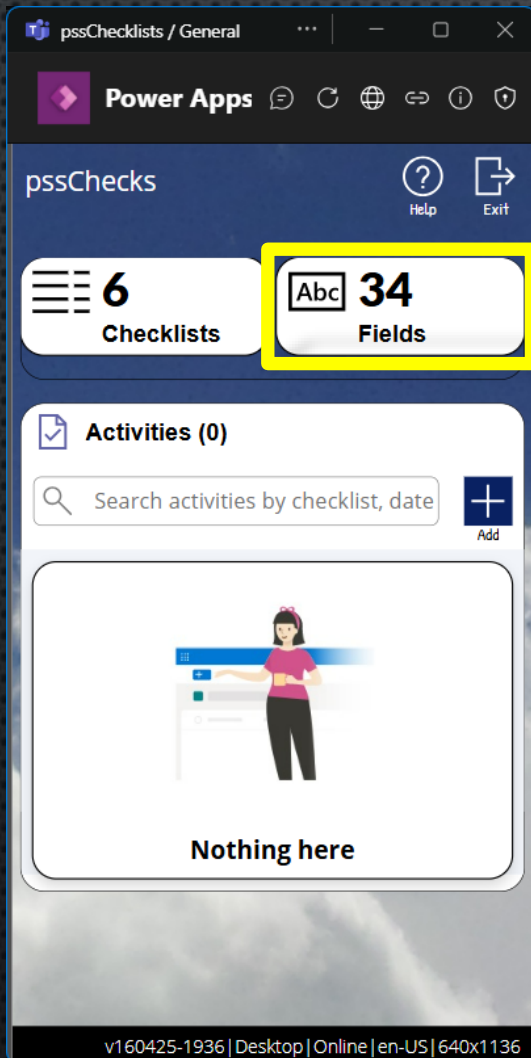 pssChecklists / General
Power Apps
pssChecks
Help
Exit
6
Checklists
Abc
34
Fields
Activities (0)
Search activities by checklist, date
Add
Nothing here
v160425-1936|Desktop|Online|en-US|640x1136